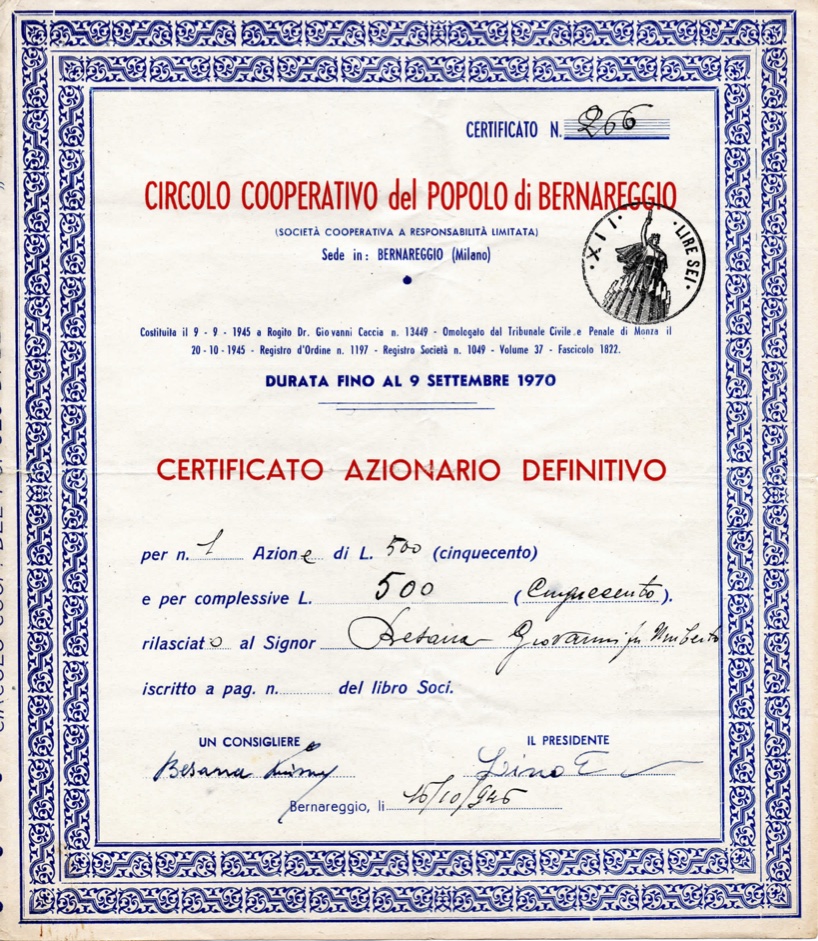 CERTIFICATO N. 266
CIRCOLO COOPERATIVO del POPOLO di BERNAREGGIO
(SOCIETÀ COOPERATIVA A RESPONSABILITÀ LIMITATA)
Sede in: BERNAREGGIO (Milano)
· XII · · LIRE SEI ·
Costituita il 9 - 9 - 1945 a Rogito Dr. Giovanni Caccia n. 13449 - Omologato dal Tribunale Civile e Penale di Monza il
20 - 10 - 1945 - Registro d'Ordine n. 1197 - Registro Società n. 1049 - Volume 37 - Fascicolo 1822.
DURATA FINO AL 9 SETTEMBRE 1970
CERTIFICATO AZIONARIO DEFINITIVO
per n. 1 Azione di L. 500 (cinquecento)
e per complessive L. 500 (Cinquecento).
rilasciato al Signor Besana Giovanni fu Umberto
iscritto a pag. n. del libro Soci.
UN CONSIGLIERE IL PRESIDENTE
Besana
Bernareggio, li